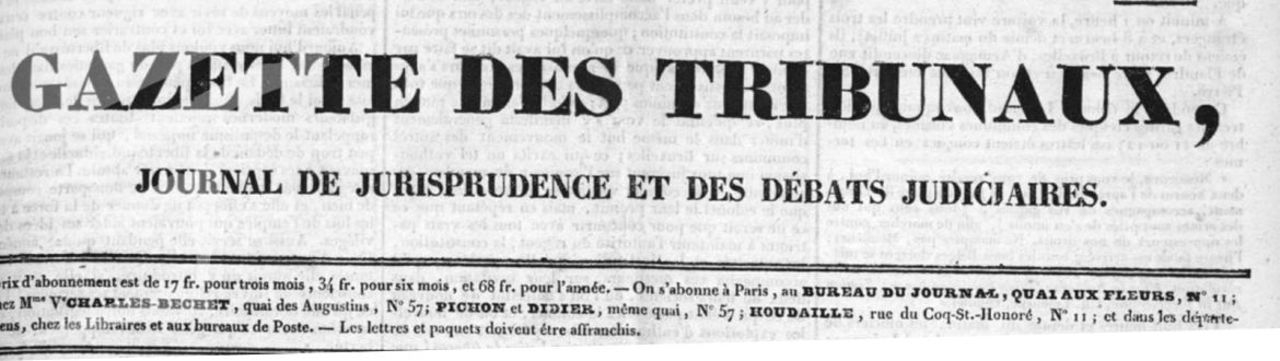 GAZETTE DES TRIBUNAUX,
JOURNAL DE JURISPRUDENCE ET DES DÉBATS JUDICIAIRES.
rix d'abonnement est de 17 fr. pour trois mois, 34 fr. pour six mois, et 68 fr. pour l'année. — On s'abonne à Paris, au BUREAU DU JOURNAL, QUAI AUX FLEURS, N° 11;
ez Mme Ve CHARLES-BECHET, quai des Augustins, N° 57; PICHON et DIDIER, même quai, N° 57; HOUDAILLE, rue du Coq-St.-Honoré, N° 11; et dans les départe-
ens, chez les Libraires et aux bureaux de Poste. — Les lettres et paquets doivent être affranchis.